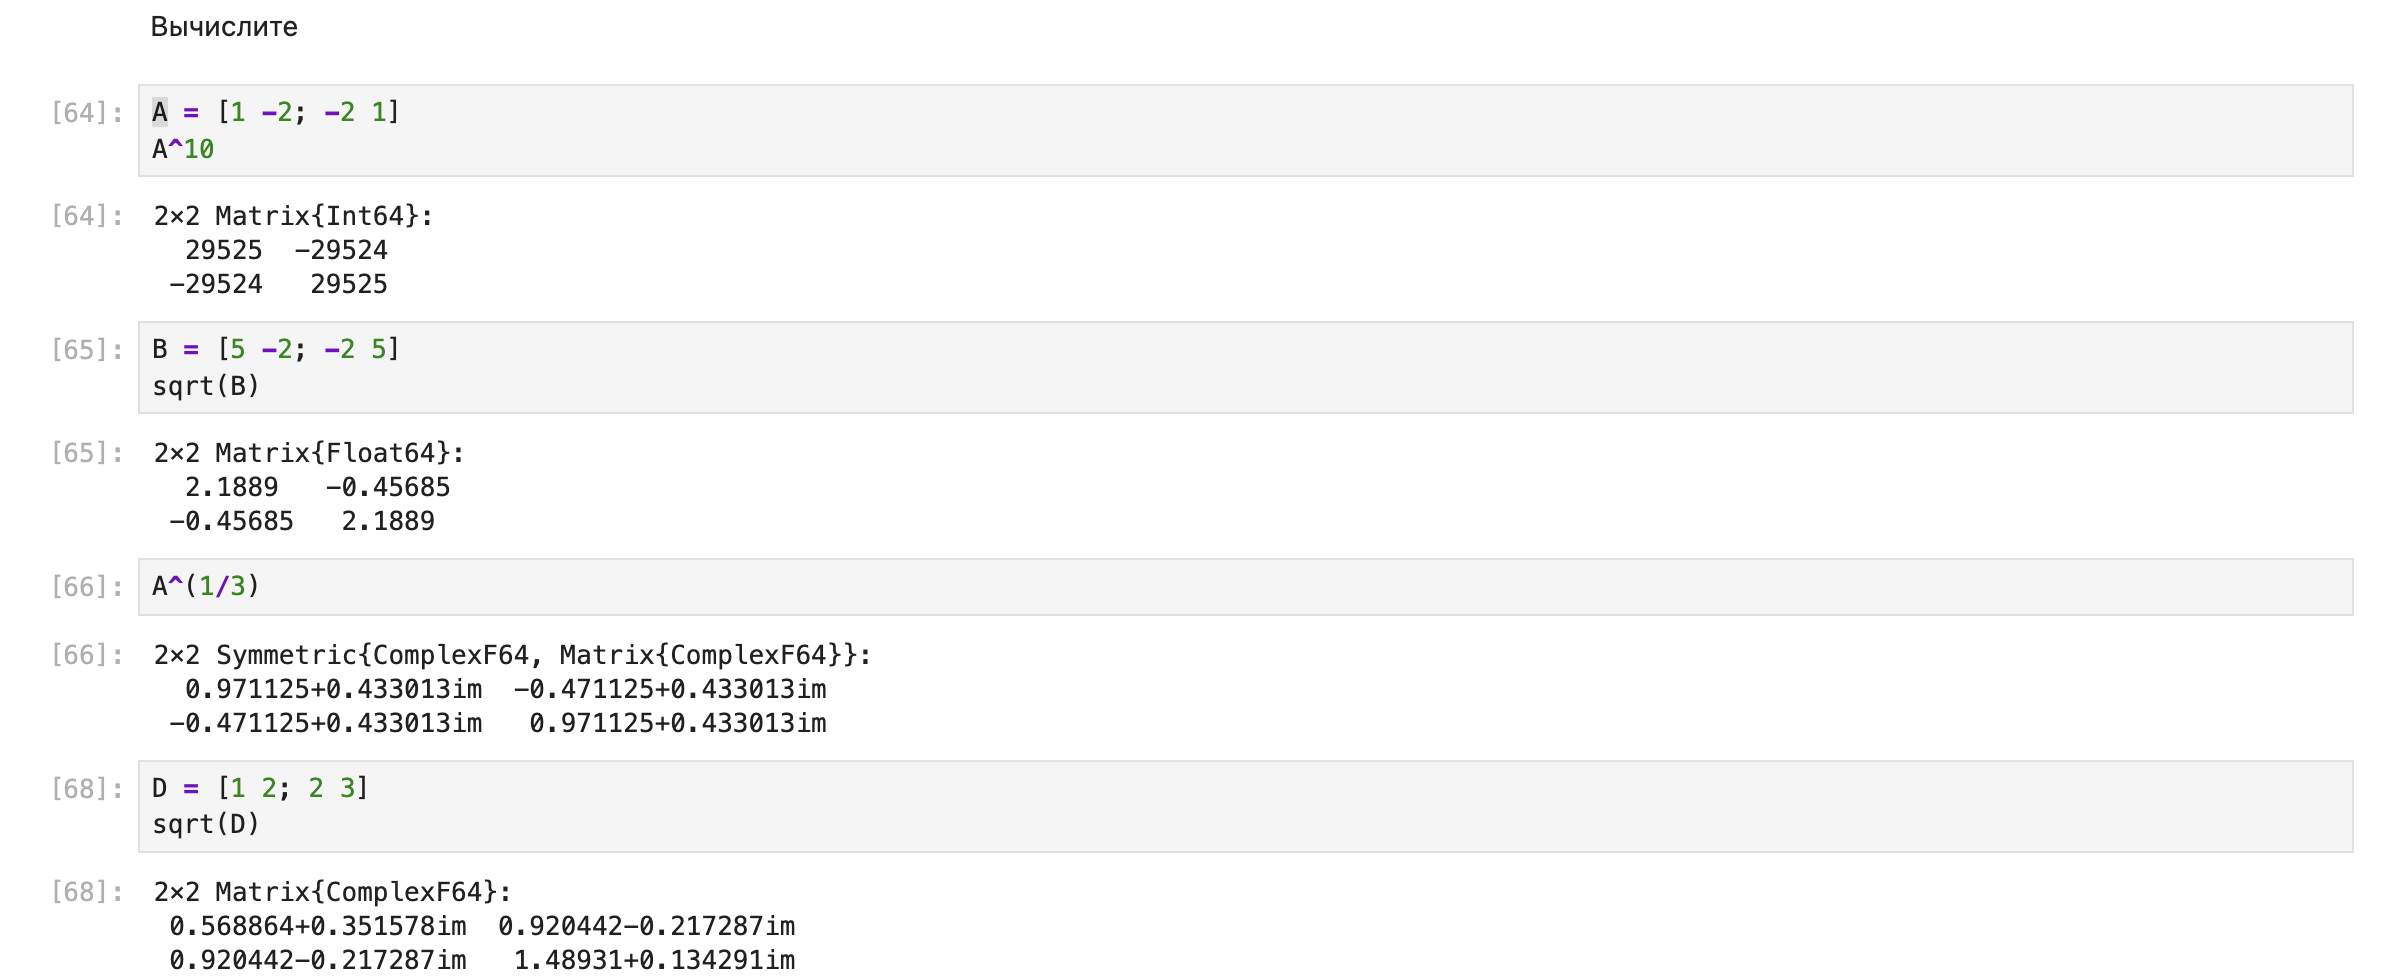 Вычислите
[64]: A = [1 -2; -2 1]
A^10
[64]: 2×2 Matrix{Int64}:
29525 -29524
-29524 29525
[65]: B = [5 -2; -2 5]
sqrt(B)
[65]: 2×2 Matrix{Float64}:
2.1889 -0.45685
-0.45685 2.1889
[66]: A^(1/3)
[66]: 2×2 Symmetric{ComplexF64, Matrix{ComplexF64}}:
0.971125+0.433013im -0.471125+0.433013im
-0.471125+0.433013im 0.971125+0.433013im
[68]: D = [1 2; 2 3]
sqrt(D)
[68]: 2×2 Matrix{ComplexF64}:
0.568864+0.351578im 0.920442-0.217287im
0.920442-0.217287im 1.48931+0.134291im